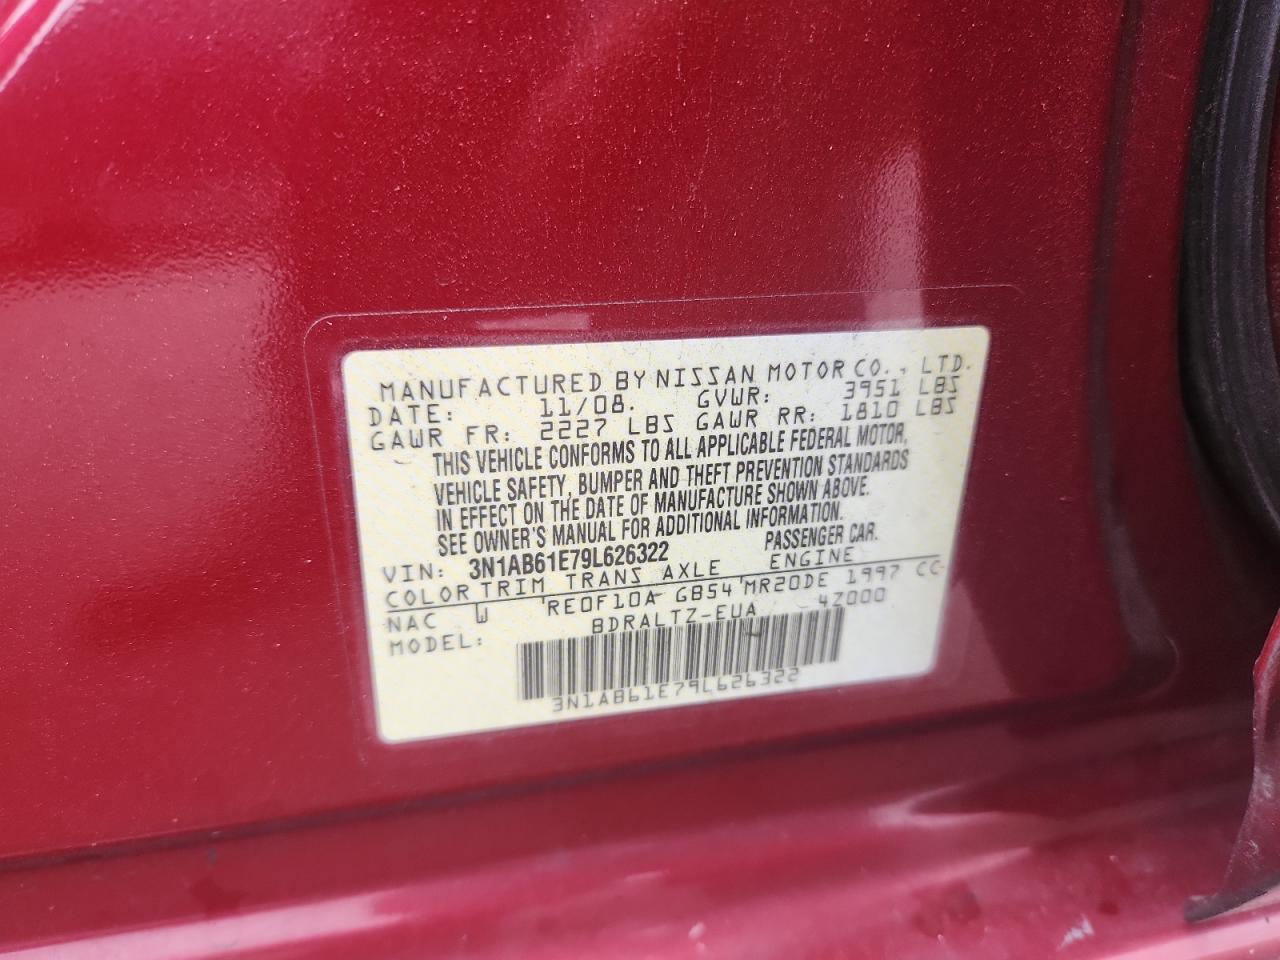 MANUFACTURED BY NISSAN MOTOR CO., LTD.
DATE: 11/08. GVWR: 3951 LBS
GAWR FR: 2227 LBS GAWR RR: 1810 LBS
THIS VEHICLE CONFORMS TO ALL APPLICABLE FEDERAL MOTOR,
VEHICLE SAFETY, BUMPER AND THEFT PREVENTION STANDARDS
IN EFFECT ON THE DATE OF MANUFACTURE SHOWN ABOVE.
SEE OWNER'S MANUAL FOR ADDITIONAL INFORMATION.
VIN: 3N1AB61E79L626322 PASSENGER CAR.
COLOR TRIM TRANS AXLE ENGINE
NAC W RE0F10A GB54 MR20DE 1997 CC
MODEL: BDRALTZ-EUA 4Z000
3N1AB61E79L626322